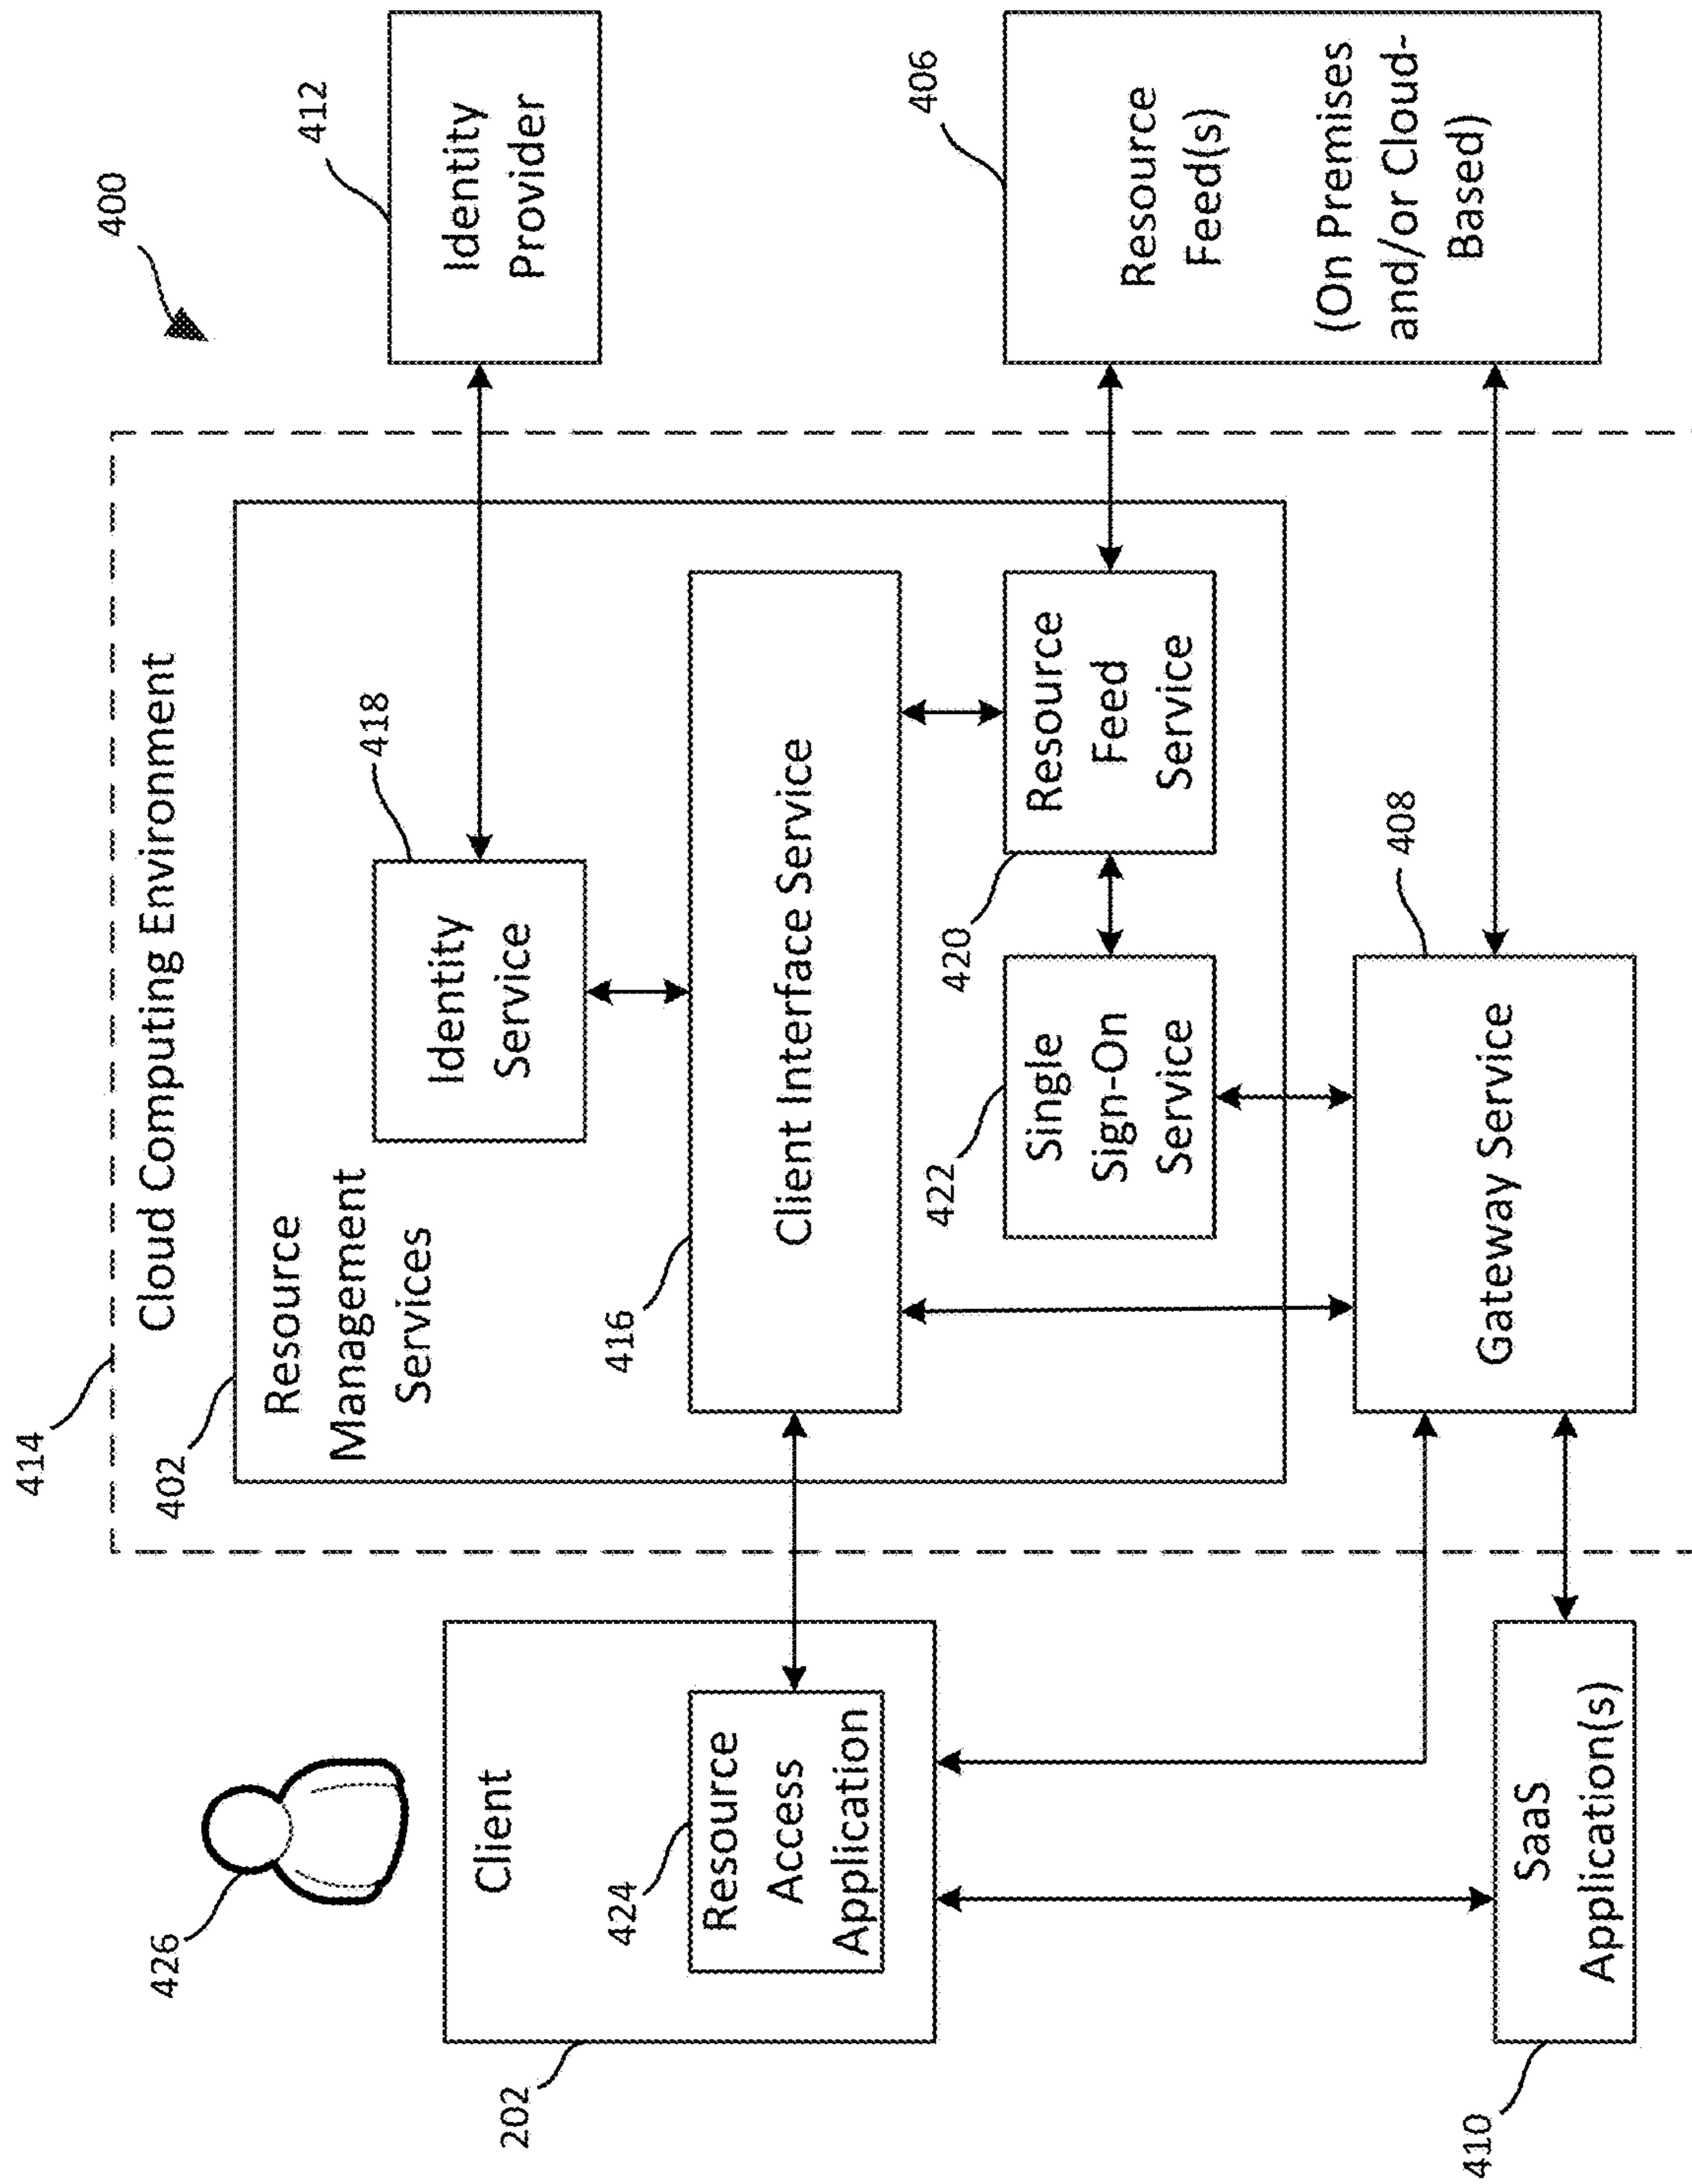 400
414
Cloud Computing Environment
402
Resource
Management
Services
418
Identity
Service
412
Identity
Provider
426
Client
202
424
Resource
Access
Application
416
Client Interface Service
422
Single
Sign-On
Service
420
Resource
Feed
Service
406
Resource
Feed(s)
(On Premises
and/or Cloud-
Based)
408
Gateway Service
410
SaaS
Application(s)